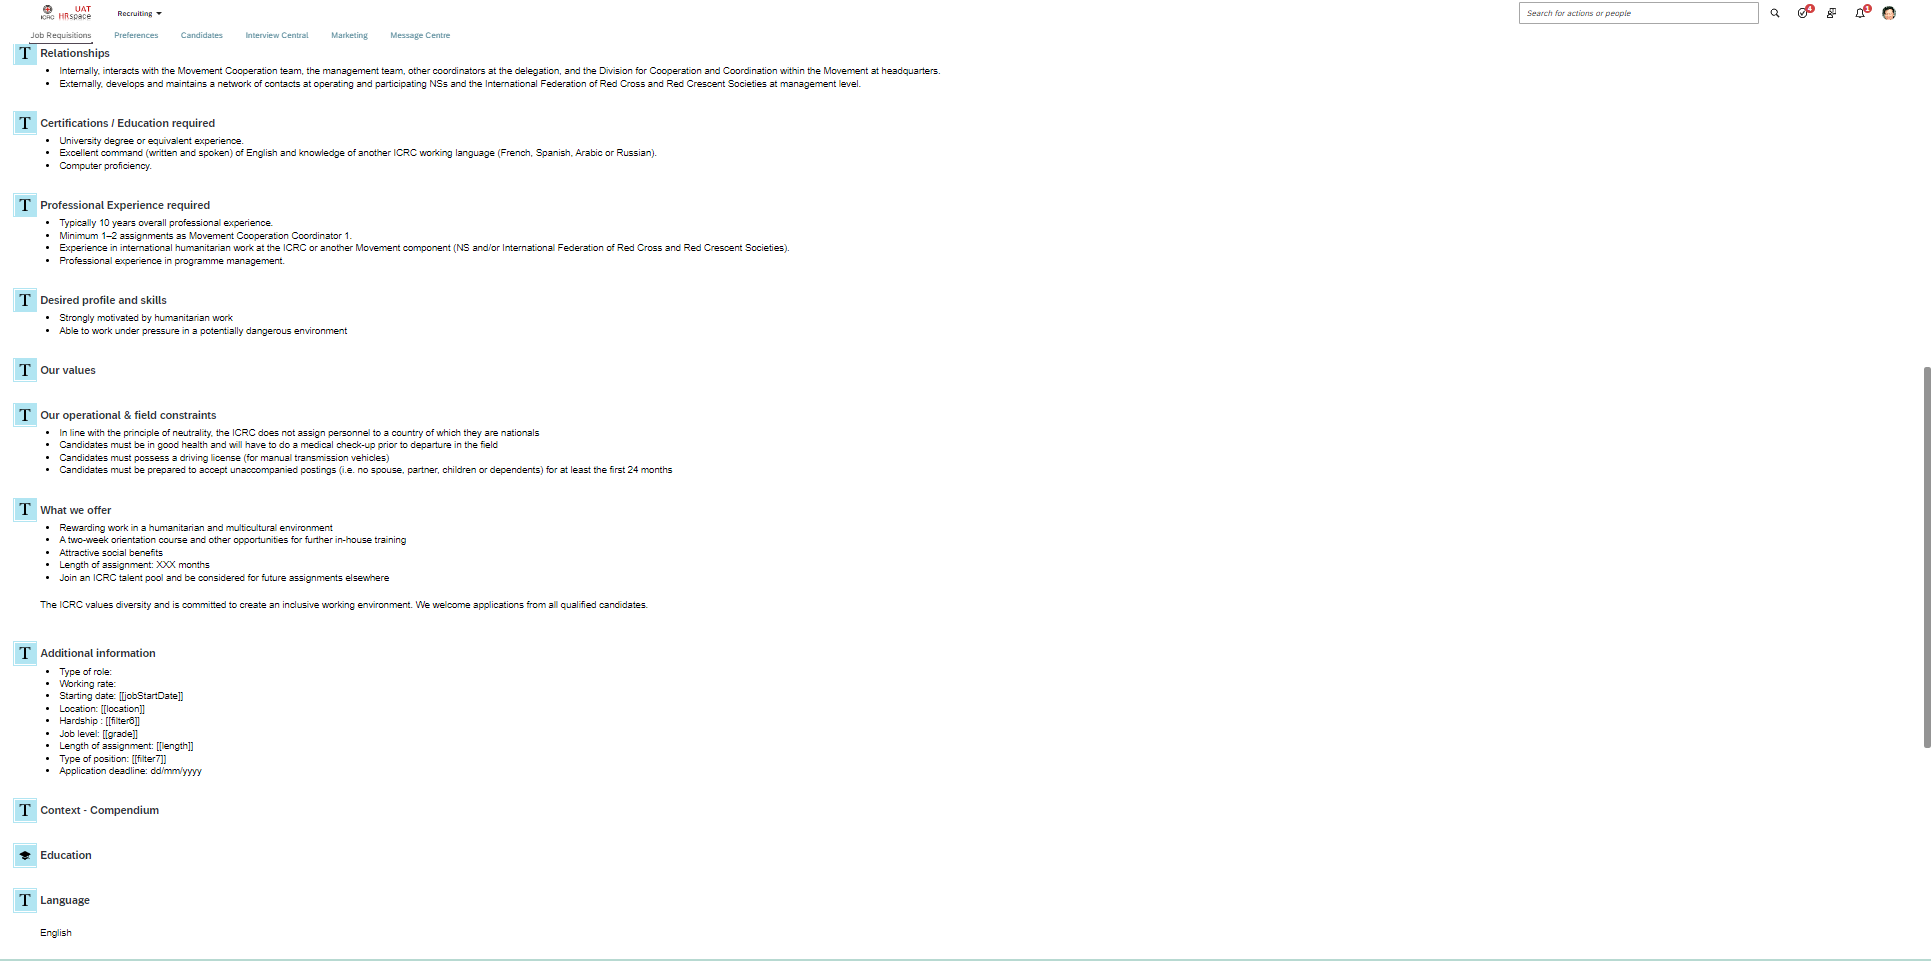 ICRC
UAT
HRspace
Recruiting
Search for actions or people
4
1
Job Requisitions
Preferences
Candidates
Interview Central
Marketing
Message Centre
T Relationships
• Internally, interacts with the Movement Cooperation team, the management team, other coordinators at the delegation, and the Division for Cooperation and Coordination within the Movement at headquarters.
• Externally, develops and maintains a network of contacts at operating and participating NSs and the International Federation of Red Cross and Red Crescent Societies at management level.
T Certifications / Education required
• University degree or equivalent experience.
• Excellent command (written and spoken) of English and knowledge of another ICRC working language (French, Spanish, Arabic or Russian).
• Computer proficiency.
T Professional Experience required
• Typically 10 years overall professional experience.
• Minimum 1–2 assignments as Movement Cooperation Coordinator 1.
• Experience in international humanitarian work at the ICRC or another Movement component (NS and/or International Federation of Red Cross and Red Crescent Societies).
• Professional experience in programme management.
T Desired profile and skills
• Strongly motivated by humanitarian work
• Able to work under pressure in a potentially dangerous environment
T Our values
T Our operational & field constraints
• In line with the principle of neutrality, the ICRC does not assign personnel to a country of which they are nationals
• Candidates must be in good health and will have to do a medical check-up prior to departure in the field
• Candidates must possess a driving license (for manual transmission vehicles)
• Candidates must be prepared to accept unaccompanied postings (i.e. no spouse, partner, children or dependents) for at least the first 24 months
T What we offer
• Rewarding work in a humanitarian and multicultural environment
• A two-week orientation course and other opportunities for further in-house training
• Attractive social benefits
• Length of assignment: XXX months
• Join an ICRC talent pool and be considered for future assignments elsewhere
The ICRC values diversity and is committed to create an inclusive working environment. We welcome applications from all qualified candidates.
T Additional information
• Type of role:
• Working rate:
• Starting date: [[jobStartDate]]
• Location: [[location]]
• Hardship : [[filter6]]
• Job level: [[grade]]
• Length of assignment: [[length]]
• Type of position: [[filter7]]
• Application deadline: dd/mm/yyyy
T Context - Compendium
Education
T Language
English